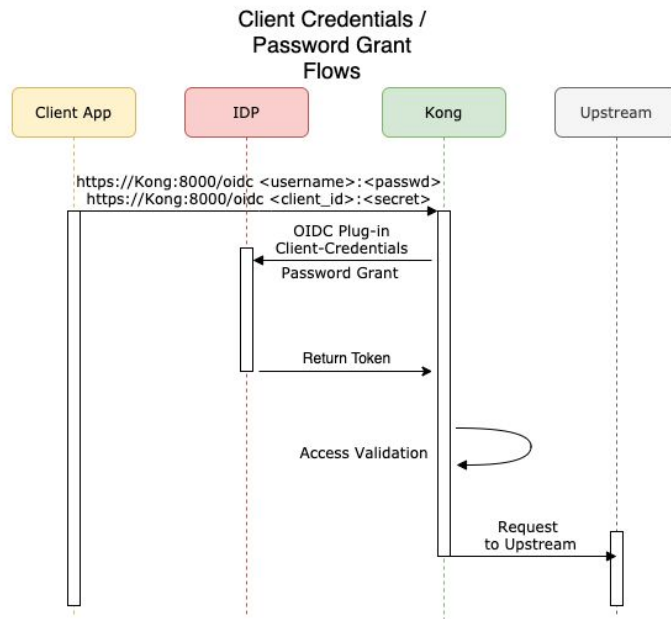 Client Credentials /
Password Grant
Flows
Client App
IDP
Kong
Upstream
https://Kong:8000/oidc <username>:<passwd>
https://Kong:8000/oidc <client_id>:<secret>
OIDC Plug-in
Client-Credentials
Password Grant
Return Token
Access Validation
Request
to Upstream